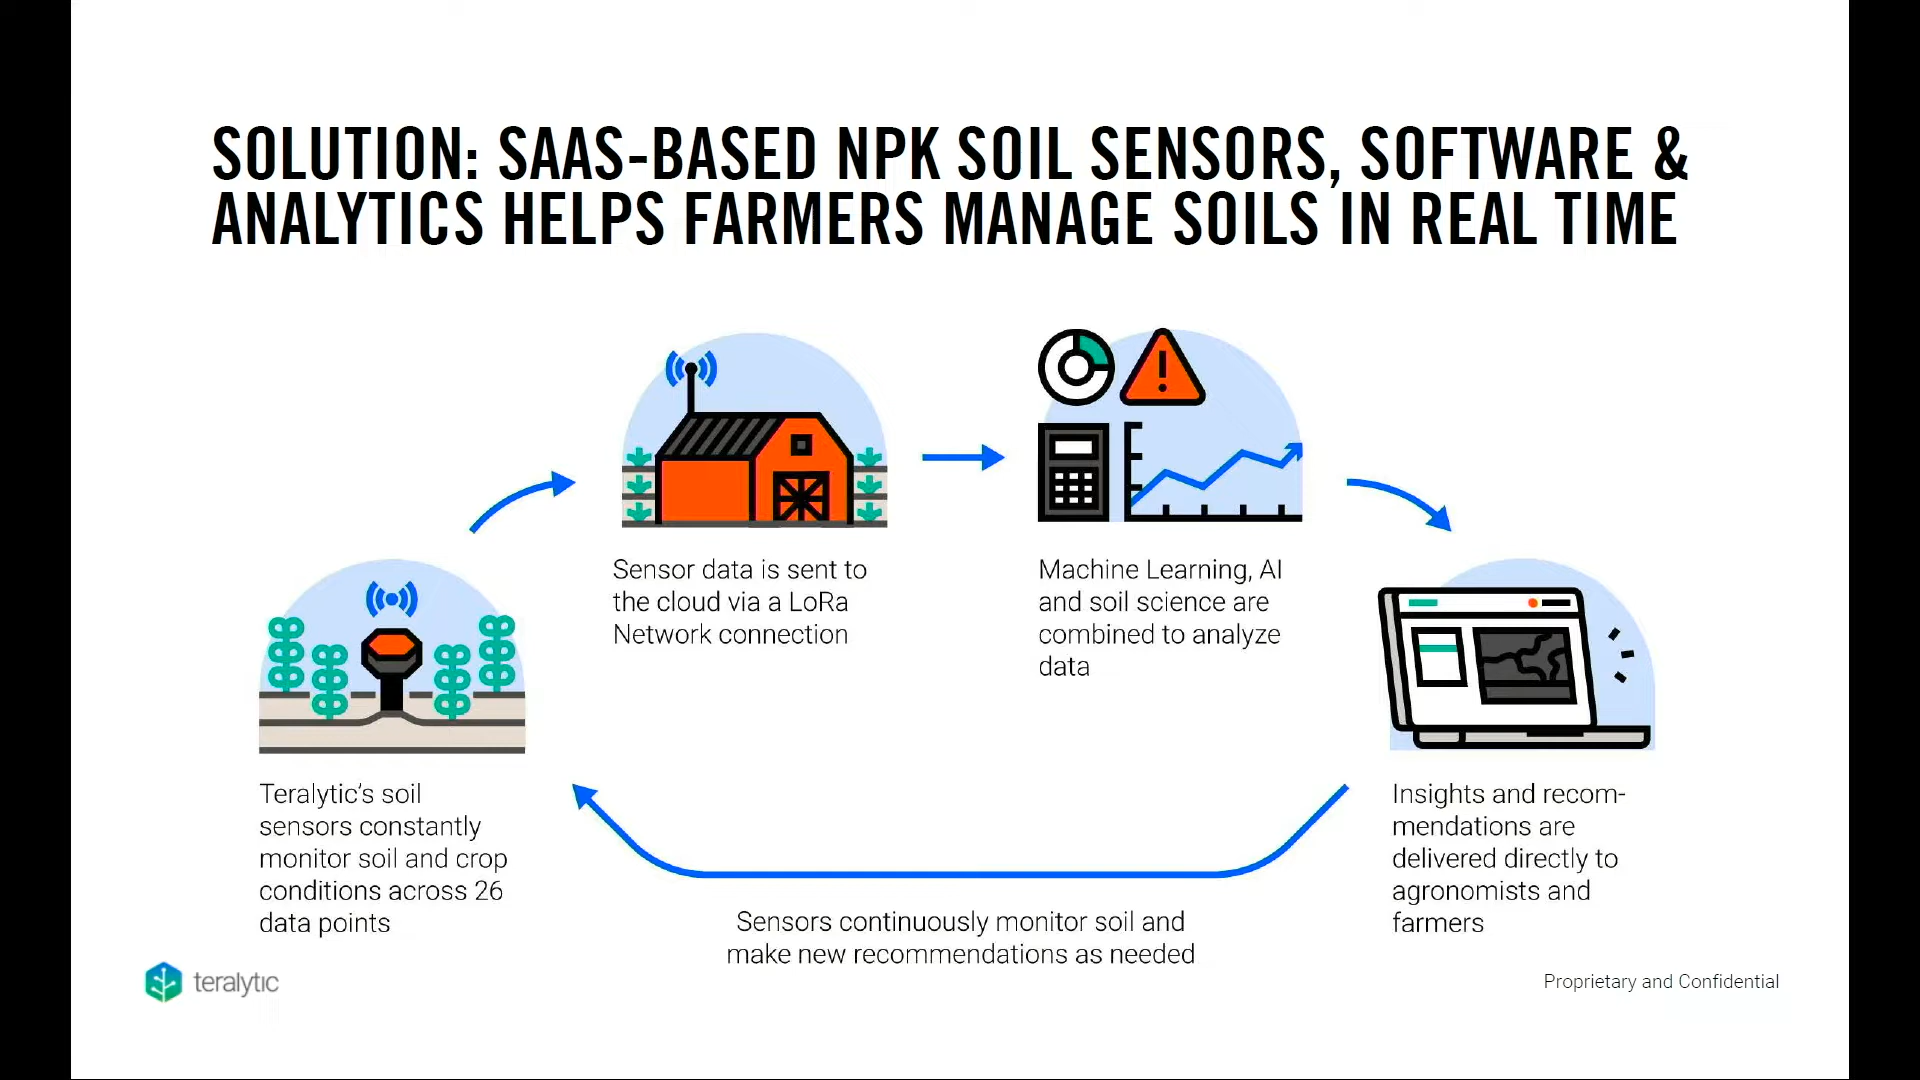 SOLUTION: SAAS-BASED NPK SOIL SENSORS, SOFTWARE &
ANALYTICS HELPS FARMERS MANAGE SOILS IN REAL TIME
Teralytic’s soil
sensors constantly
monitor soil and crop
conditions across 26
data points
Sensor data is sent to
the cloud via a LoRa
Network connection
Machine Learning, AI
and soil science are
combined to analyze
data
Insights and recom-
mendations are
delivered directly to
agronomists and
farmers
Sensors continuously monitor soil and
make new recommendations as needed
teralytic
Proprietary and Confidential